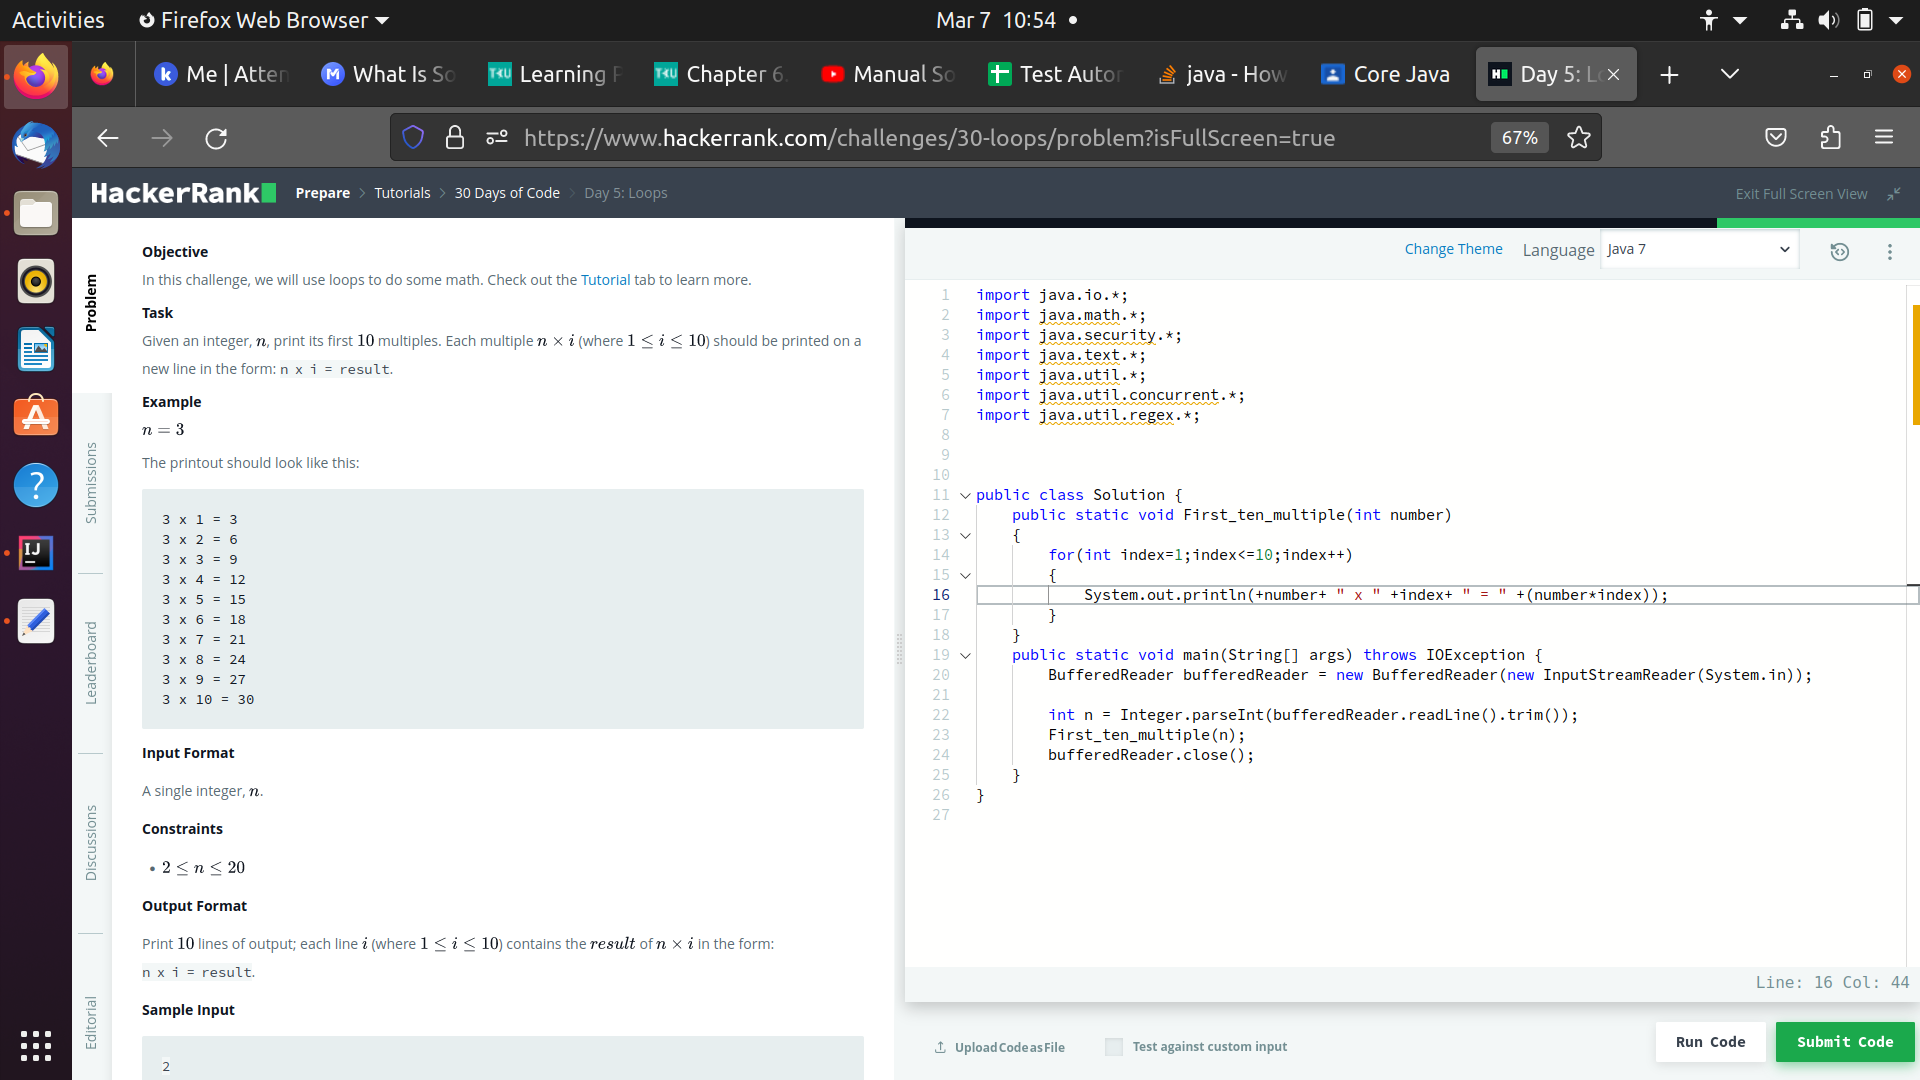 Activities
Firefox Web Browser
Mar 7 10:54
Me | Atten
What Is So
Learning P
Chapter 6.
Manual So
Test Autor
java - How
Core Java
Day 5: Lo
https://www.hackerrank.com/challenges/30-loops/problem?isFullScreen=true
67%
HackerRank
Prepare > Tutorials > 30 Days of Code > Day 5: Loops
Exit Full Screen View
Problem
Submissions
Leaderboard
Discussions
Editorial
Objective
In this challenge, we will use loops to do some math. Check out the Tutorial tab to learn more.
Task
Given an integer, n, print its first 10 multiples. Each multiple n × i (where 1 ≤ i ≤ 10) should be printed on a
new line in the form: n x i = result.
Example
n = 3
The printout should look like this:
3 x 1 = 3
3 x 2 = 6
3 x 3 = 9
3 x 4 = 12
3 x 5 = 15
3 x 6 = 18
3 x 7 = 21
3 x 8 = 24
3 x 9 = 27
3 x 10 = 30
Input Format
A single integer, n.
Constraints
• 2 ≤ n ≤ 20
Output Format
Print 10 lines of output; each line i (where 1 ≤ i ≤ 10) contains the result of n × i in the form:
n x i = result.
Sample Input
2
Change Theme
Language
Java 7
1 import java.io.*;
2 import java.math.*;
3 import java.security.*;
4 import java.text.*;
5 import java.util.*;
6 import java.util.concurrent.*;
7 import java.util.regex.*;
8
9
10
11 public class Solution {
12     public static void First_ten_multiple(int number)
13     {
14         for(int index=1;index<=10;index++)
15         {
16             System.out.println(+number+ " x " +index+ " = " +(number*index));
17         }
18     }
19     public static void main(String[] args) throws IOException {
20         BufferedReader bufferedReader = new BufferedReader(new InputStreamReader(System.in));
21
22         int n = Integer.parseInt(bufferedReader.readLine().trim());
23         First_ten_multiple(n);
24         bufferedReader.close();
25     }
26 }
27
Line: 16 Col: 44
Upload Code as File
Test against custom input
Run Code
Submit Code